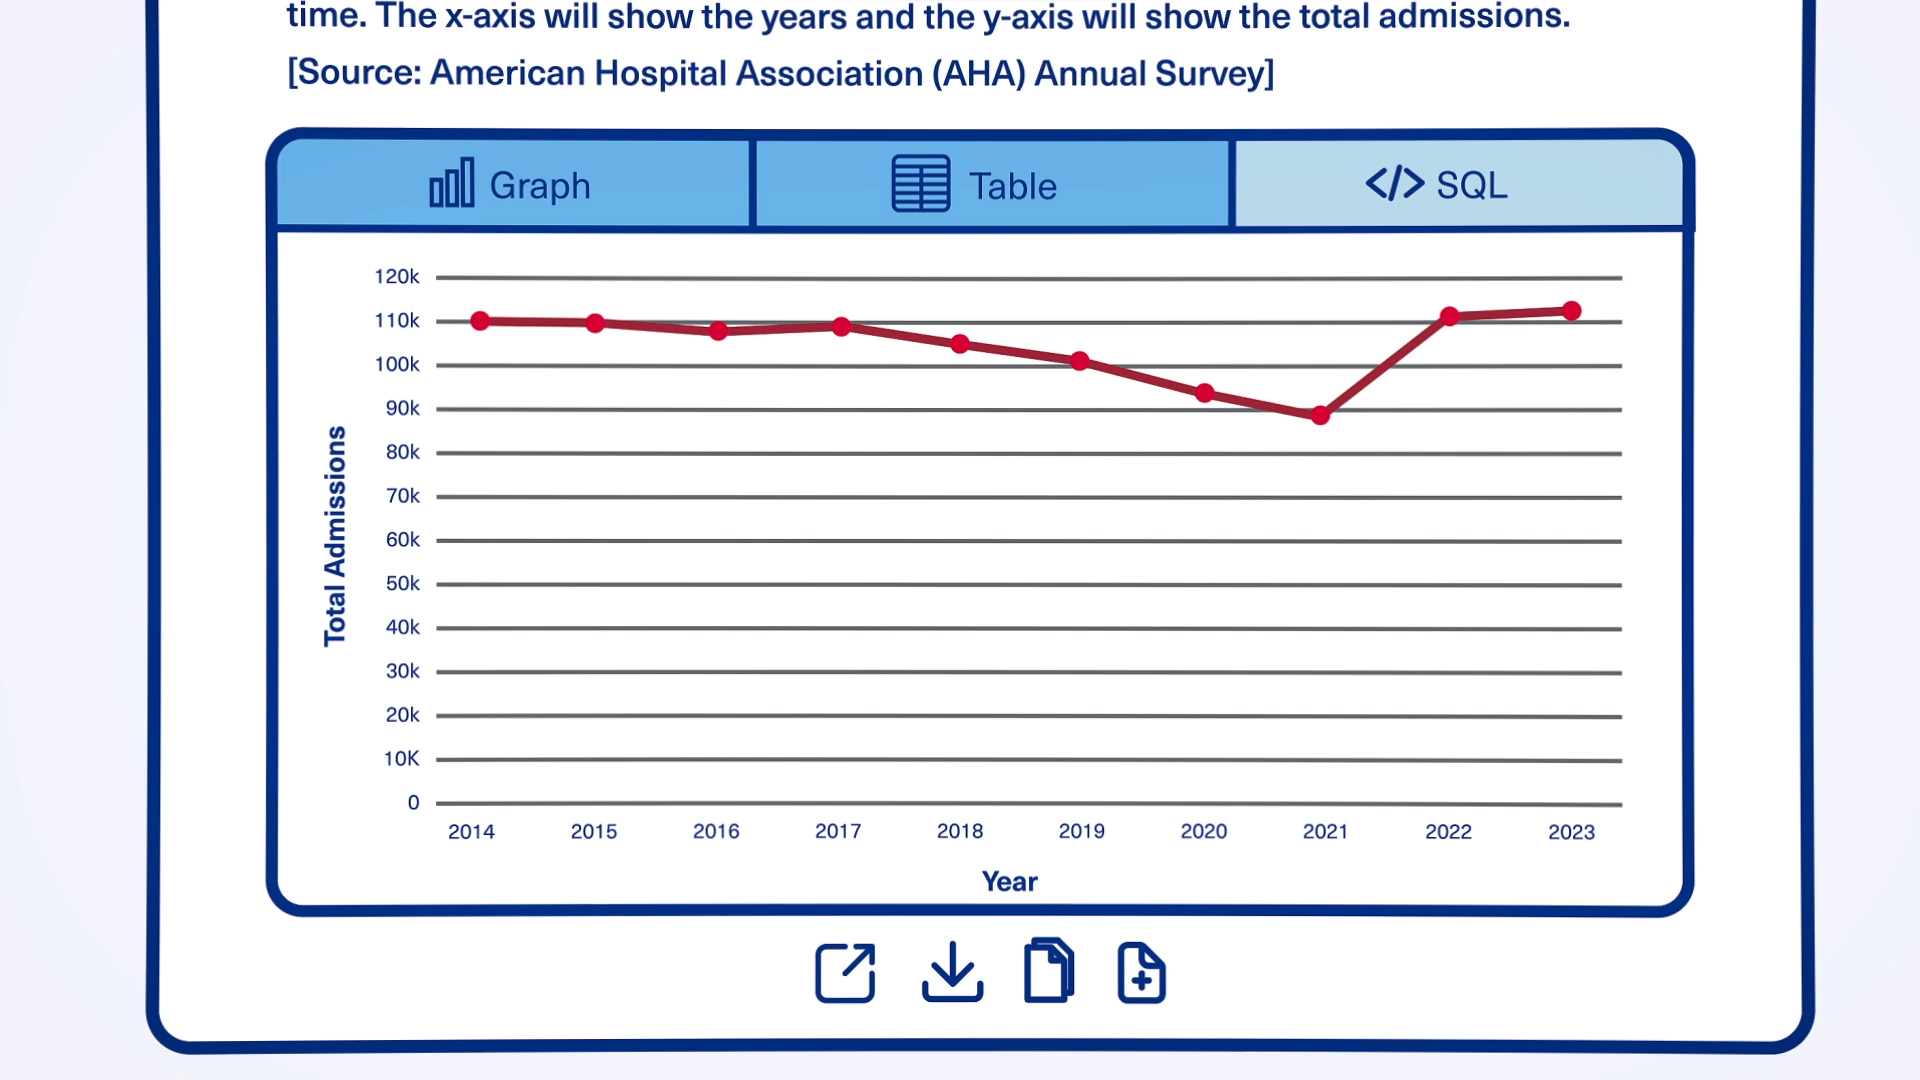 time. The x-axis will show the years and the y-axis will show the total admissions.
[Source: American Hospital Association (AHA) Annual Survey]
Graph
Table
</> SQL
120k
110k
100k
90k
80k
70k
60k
50k
40k
30k
20k
10K
0
Total Admissions
2014 2015 2016 2017 2018 2019 2020 2021 2022 2023
Year